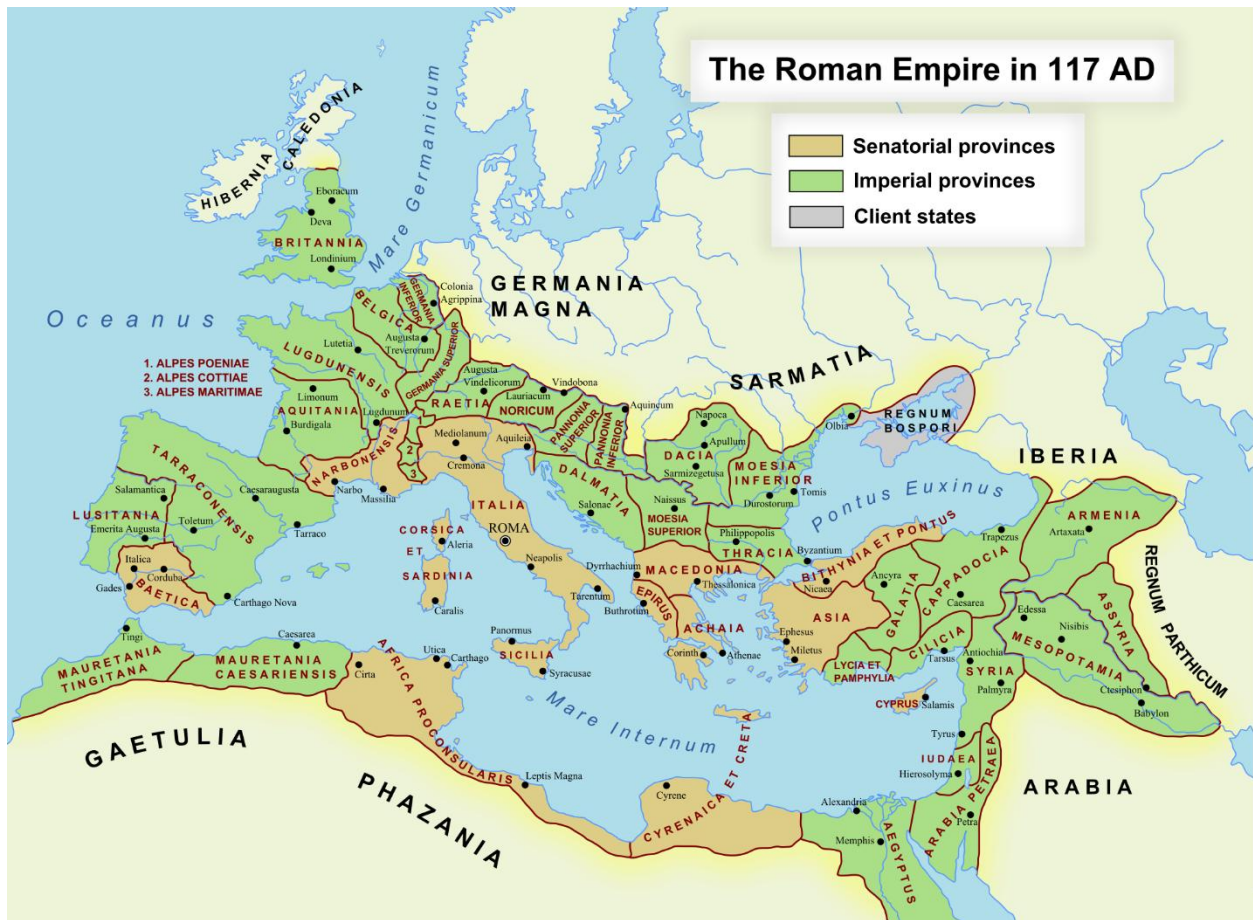 The Roman Empire in 117 AD
Senatorial provinces
Imperial provinces
Client states
HIBERNIA
CALEDONIA
Mare Germanicum
Oceanus
Eboracum
Deva
BRITANNIA
Londinium
GERMANIA
MAGNA
SARMATIA
1. ALPES POENIAE
2. ALPES COTTIAE
3. ALPES MARITIMAE
GERMANIA
INFERIOR
Colonia
Agrippina
BELGICA
Augusta
Treverorum
Lutetia
LUGDUNENSIS
GERMANIA SUPERIOR
Augusta
Vindelicorum
RAETIA
Lauriacum
NORICUM
Vindobona
PANNONIA
SUPERIOR
PANNONIA
INFERIOR
Aquincum
Limonum
AQUITANIA
Burdigala
Lugdunum
NARBONENSIS
Narbo
Massilia
2
3
Mediolanum
Aquileia
Cremona
ITALIA
ROMA
Neapolis
Tarentum
CORSICA
ET
SARDINIA
Aleria
Caralis
Panormus
SICILIA
Syracusae
TARRACONENSIS
Salamantica
LUSITANIA
Emerita Augusta
Toletum
Caesaraugusta
Tarraco
Italica
Corduba
Gades
BAETICA
Carthago Nova
Tingi
MAURETANIA
TINGITANA
Caesarea
MAURETANIA
CAESARIENSIS
Cirta
Utica
Carthago
AFRICA PROCONSULARIS
Leptis Magna
GAETULIA
PHAZANIA
Mare Internum
DALMATIA
Salonae
Napoca
Apullum
DACIA
Sarmizegetusa
MOESIA
INFERIOR
Tomis
Durostorum
Naissus
MOESIA
SUPERIOR
Philippopolis
THRACIA
Byzantium
Olbia
REGNUM
BOSPORI
Pontus Euxinus
IBERIA
Dyrrhachium
MACEDONIA
Thessalonica
EPIRUS
Buthrotum
ACHAIA
Corinth
Athenae
BITHYNIA ET PONTUS
Nicaea
ASIA
Ephesus
Miletus
Ancyra
GALATIA
CAPPADOCIA
Trapezus
Caesarea
LYCIA ET
PAMPHYLIA
CILICIA
Tarsus
CYPRUS
Salamis
ARMENIA
Artaxata
REGNUM PARTHICUM
Edessa
Nisibis
ASSYRIA
MESOPOTAMIA
Ctesiphon
Babylon
Antiochia
SYRIA
Palmyra
Tyrus
IUDAEA
Hierosolyma
ARABIA PETRAEA
Petra
ARABIA
Cyrene
CYRENAICA ET CRETA
Alexandria
Memphis
AEGYPTUS